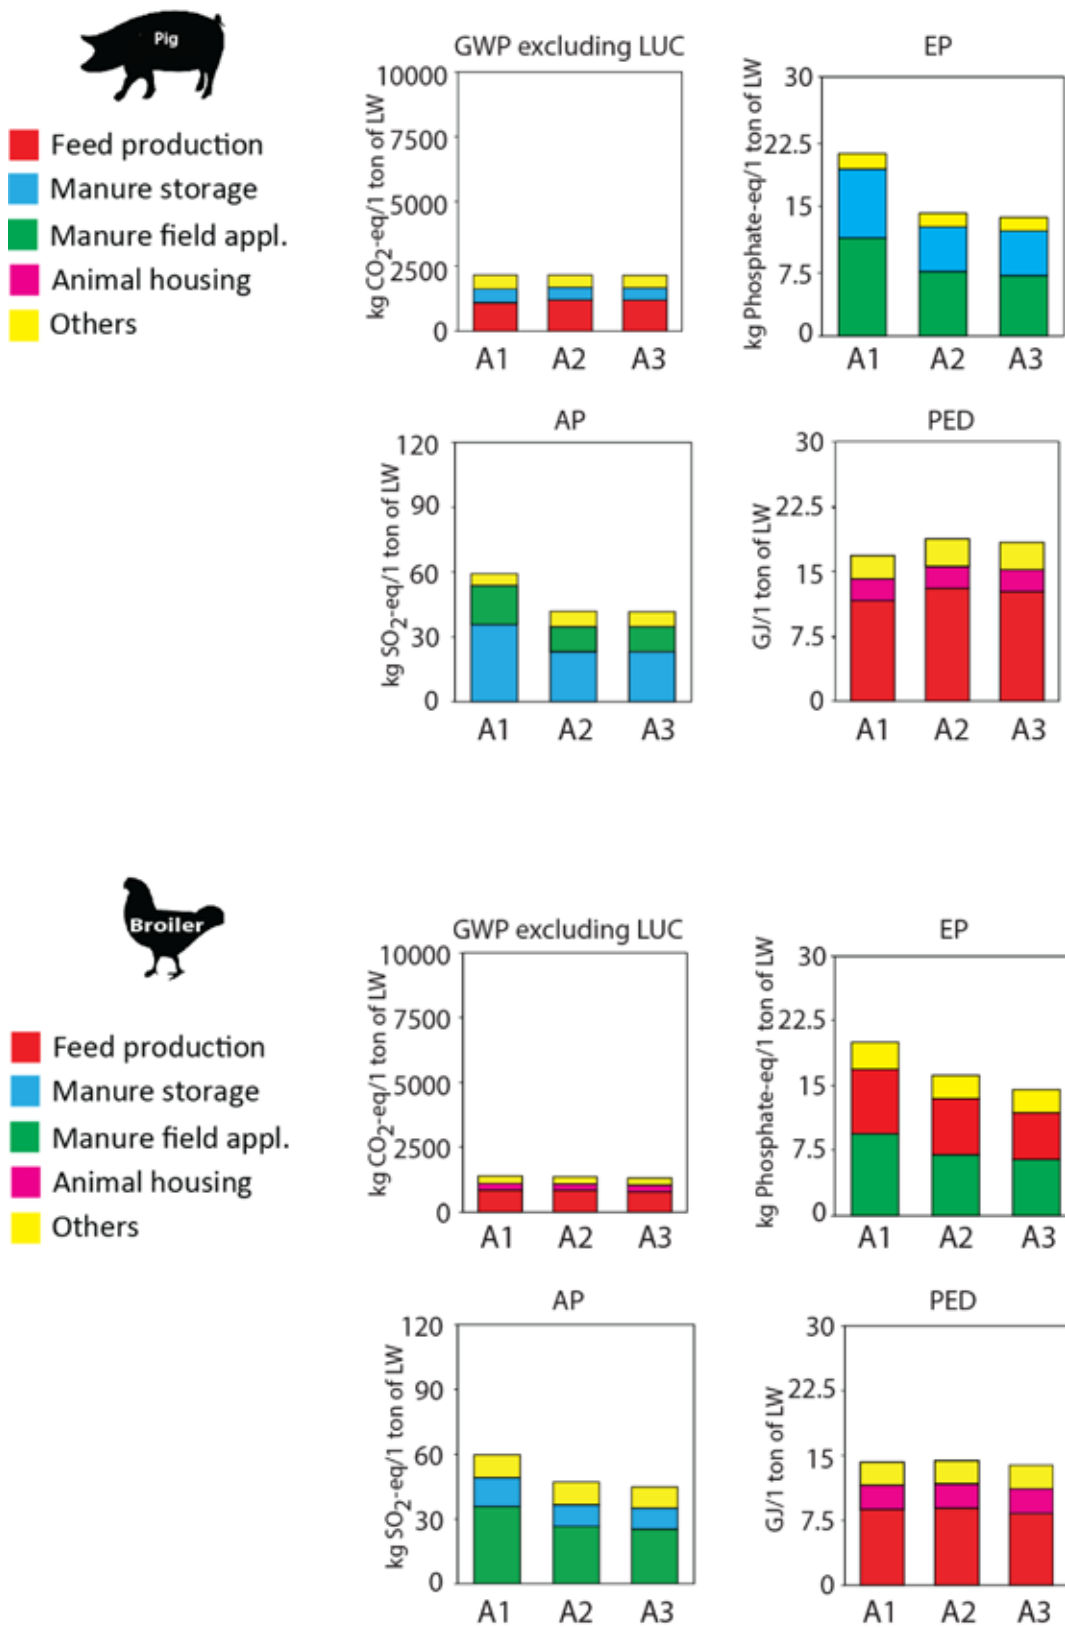 Pig
Feed production
Manure storage
Manure field appl.
Animal housing
Others
GWP excluding LUC
kg CO2-eq/1 ton of LW
10000
7500
5000
2500
0
A1 A2 A3
EP
kg Phosphate-eq/1 ton of LW
30
22.5
15
7.5
0
A1 A2 A3
AP
kg SO2-eq/1 ton of LW
120
90
60
30
0
A1 A2 A3
PED
GJ/1 ton of LW
30
22.5
15
7.5
0
A1 A2 A3
Broiler
Feed production
Manure storage
Manure field appl.
Animal housing
Others
GWP excluding LUC
kg CO2-eq/1 ton of LW
10000
7500
5000
2500
0
A1 A2 A3
EP
kg Phosphate-eq/1 ton of LW
30
22.5
15
7.5
0
A1 A2 A3
AP
kg SO2-eq/1 ton of LW
120
90
60
30
0
A1 A2 A3
PED
GJ/1 ton of LW
30
22.5
15
7.5
0
A1 A2 A3